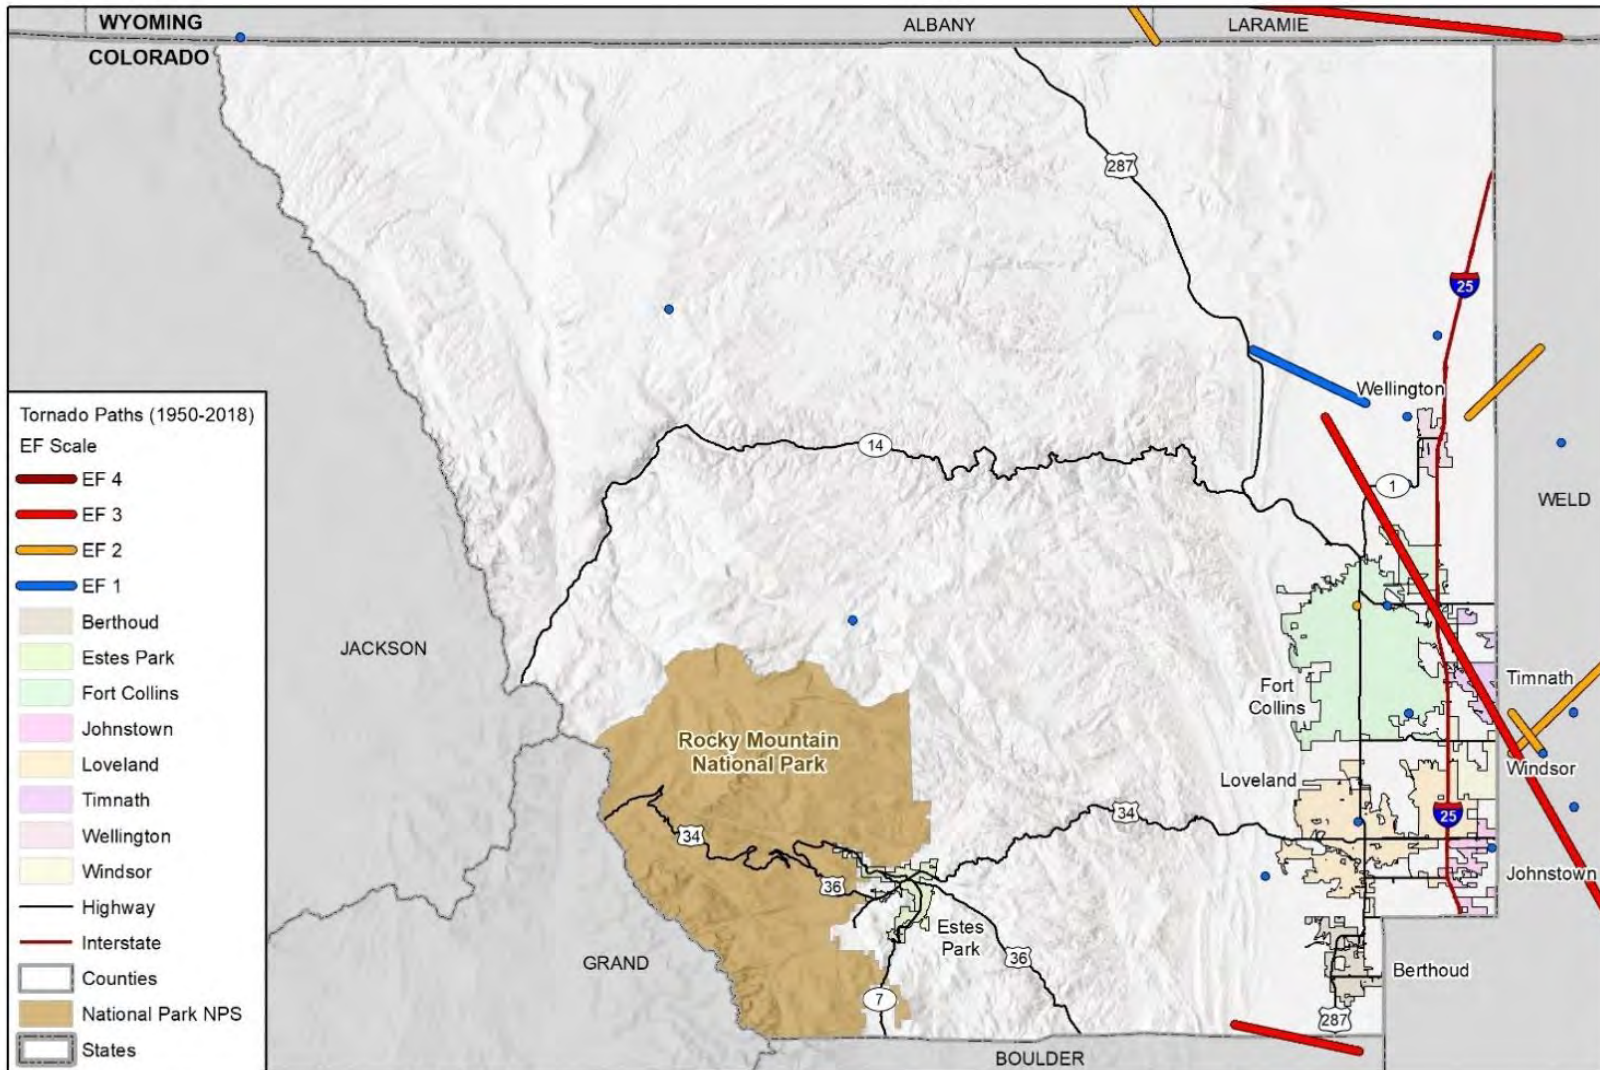 WYOMING
ALBANY
LARAMIE
COLORADO
287
25
Wellington
14
1
WELD
Tornado Paths (1950-2018)
EF Scale
EF 4
EF 3
EF 2
EF 1
Berthoud
Estes Park
Fort Collins
Johnstown
Loveland
Timnath
Wellington
Windsor
Highway
Interstate
Counties
National Park NPS
States
JACKSON
Fort
Collins
Timnath
Rocky Mountain
National Park
Loveland
Windsor
34
34
25
36
Johnstown
Estes
Park
36
GRAND
Berthoud
7
287
BOULDER